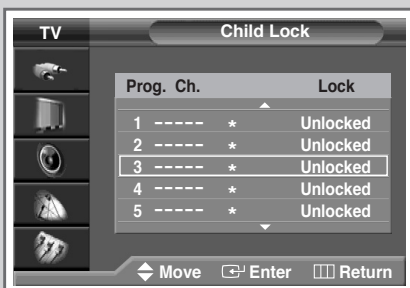 TV Child Lock
Prog. Ch. Lock
1 ----- * Unlocked
2 ----- * Unlocked
3 ----- * Unlocked
4 ----- * Unlocked
5 ----- * Unlocked
Move Enter Return